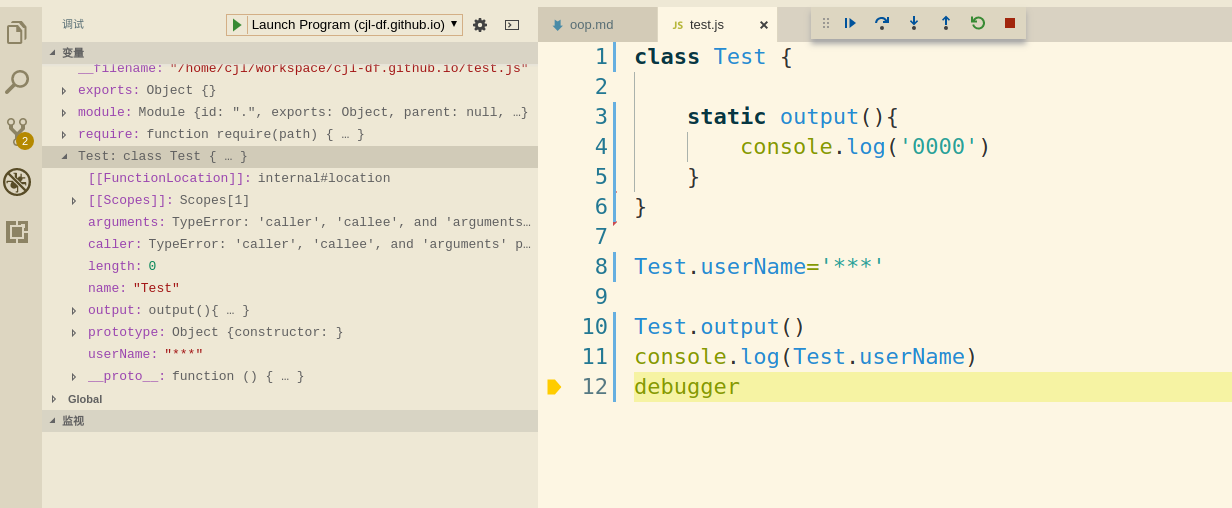 调试
Launch Program (cjl-df.github.io)
变量
__filename: "/home/cjl/workspace/cjl-df.github.io/test.js"
exports: Object {}
module: Module {id: ".", exports: Object, parent: null, …}
require: function require(path) { … }
Test: class Test { … }
[[FunctionLocation]]: internal#location
[[Scopes]]: Scopes[1]
arguments: TypeError: 'caller', 'callee', and 'arguments…
caller: TypeError: 'caller', 'callee', and 'arguments' p…
length: 0
name: "Test"
output: output(){ … }
prototype: Object {constructor: }
userName: "***"
__proto__: function () { … }
Global
监视
2
oop.md
JS test.js
1 class Test {
2
3 static output(){
4 console.log('0000')
5 }
6 }
7
8 Test.userName='***'
9
10 Test.output()
11 console.log(Test.userName)
12 debugger